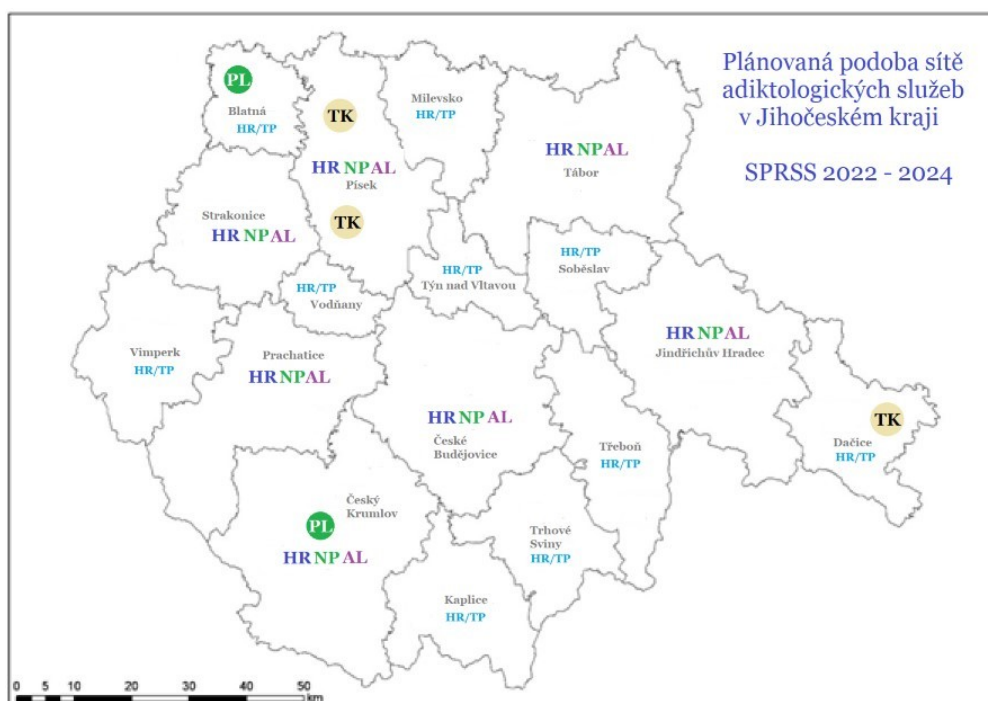 Plánovaná podoba sítě
adiktologických služeb
v Jihočeském kraji
SPRSS 2022 - 2024
PL
Blatná
HR/TP
TK
HR NP AL
Písek
TK
Milevsko
HR/TP
HR NP AL
Tábor
Strakonice
HR NP AL
HR/TP
Vodňany
HR/TP
Týn nad Vltavou
HR/TP
Soběslav
HR NP AL
Jindřichův Hradec
Vimperk
HR/TP
Prachatice
HR NP AL
HR NP AL
České
Budějovice
Třeboň
HR/TP
TK
Dačice
HR/TP
Český
Krumlov
PL
HR NP AL
Trhové
Sviny
HR/TP
Kaplice
HR/TP
0 5 10 20 30 40 50
km